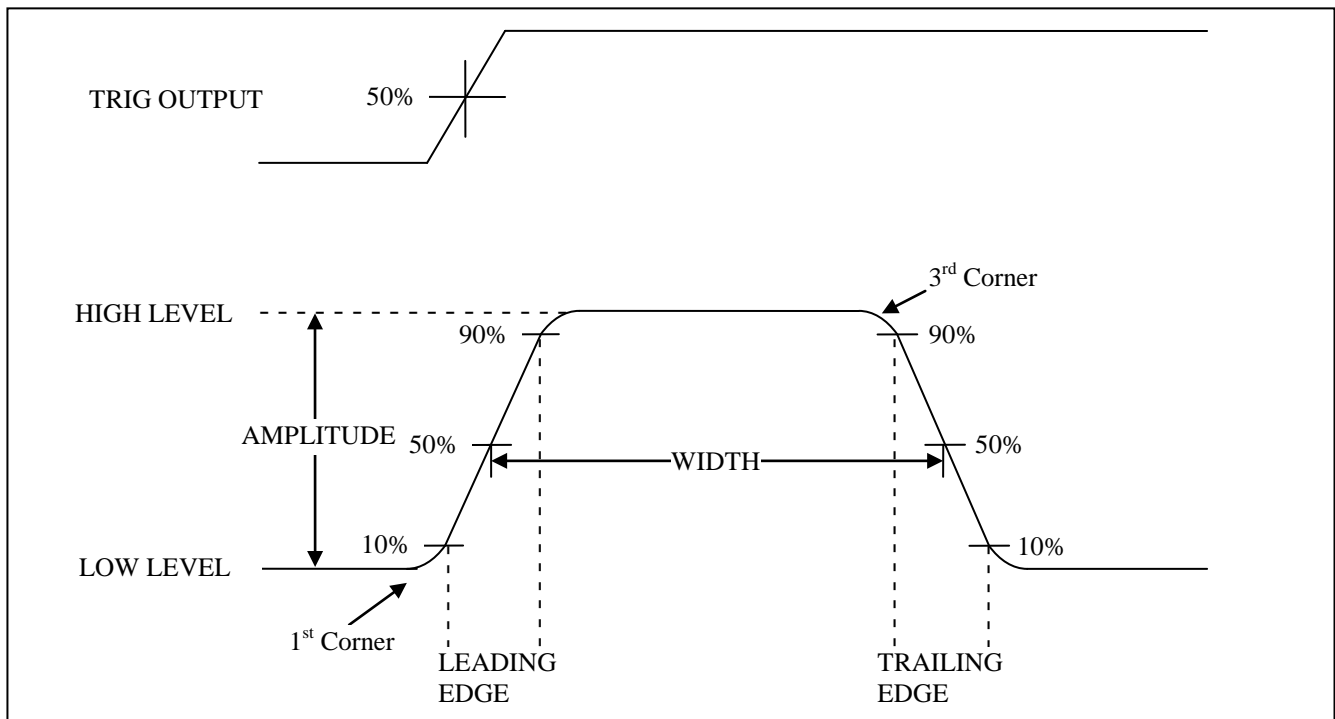 TRIG OUTPUT
50%
3rd Corner
HIGH LEVEL
90%
90%
AMPLITUDE
50%
WIDTH
50%
10%
10%
LOW LEVEL
1st Corner
LEADING
EDGE
TRAILING
EDGE